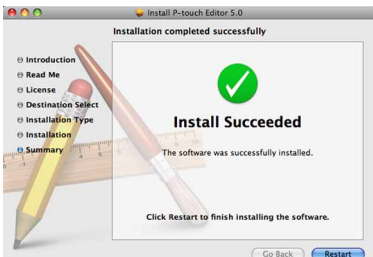 Install P-touch Editor 5.0
Installation completed successfully
Introduction
Read Me
License
Destination Select
Installation Type
Installation
Summary
Install Succeeded
The software was successfully installed.
Click Restart to finish installing the software.
Go Back
Restart